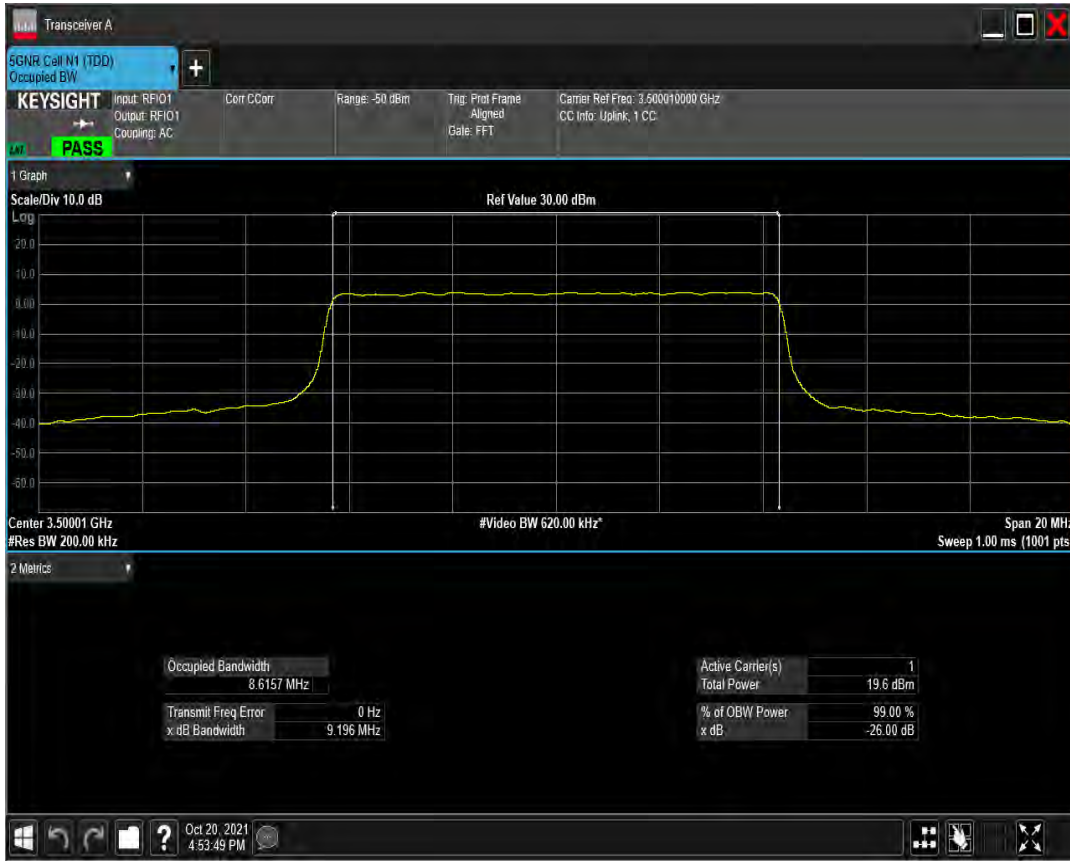 Transceiver A
5GNR Cell N1 (TDD)
Occupied BW
+
KEYSIGHT
Input: RFIO1
Output: RFIO1
Coupling: AC
PASS
Corr CCorr
Range: -50 dBm
Trig: Prot Frame
Aligned
Gate: FFT
Carrier Ref Freq: 3.500010000 GHz
CC Info: Uplink, 1 CC
1 Graph
Scale/Div 10.0 dB
Ref Value 30.00 dBm
Log
20.0
10.0
0.00
-10.0
-20.0
-30.0
-40.0
-50.0
-60.0
Center 3.50001 GHz
#Video BW 620.00 kHz*
Span 20 MHz
#Res BW 200.00 kHz
Sweep 1.00 ms (1001 pts
2 Metrics
Occupied Bandwidth
8.6157 MHz
Transmit Freq Error 0 Hz
x dB Bandwidth 9.196 MHz
Active Carrier(s) 1
Total Power 19.6 dBm
% of OBW Power 99.00 %
x dB -26.00 dB
?
Oct 20, 2021
4:53:49 PM